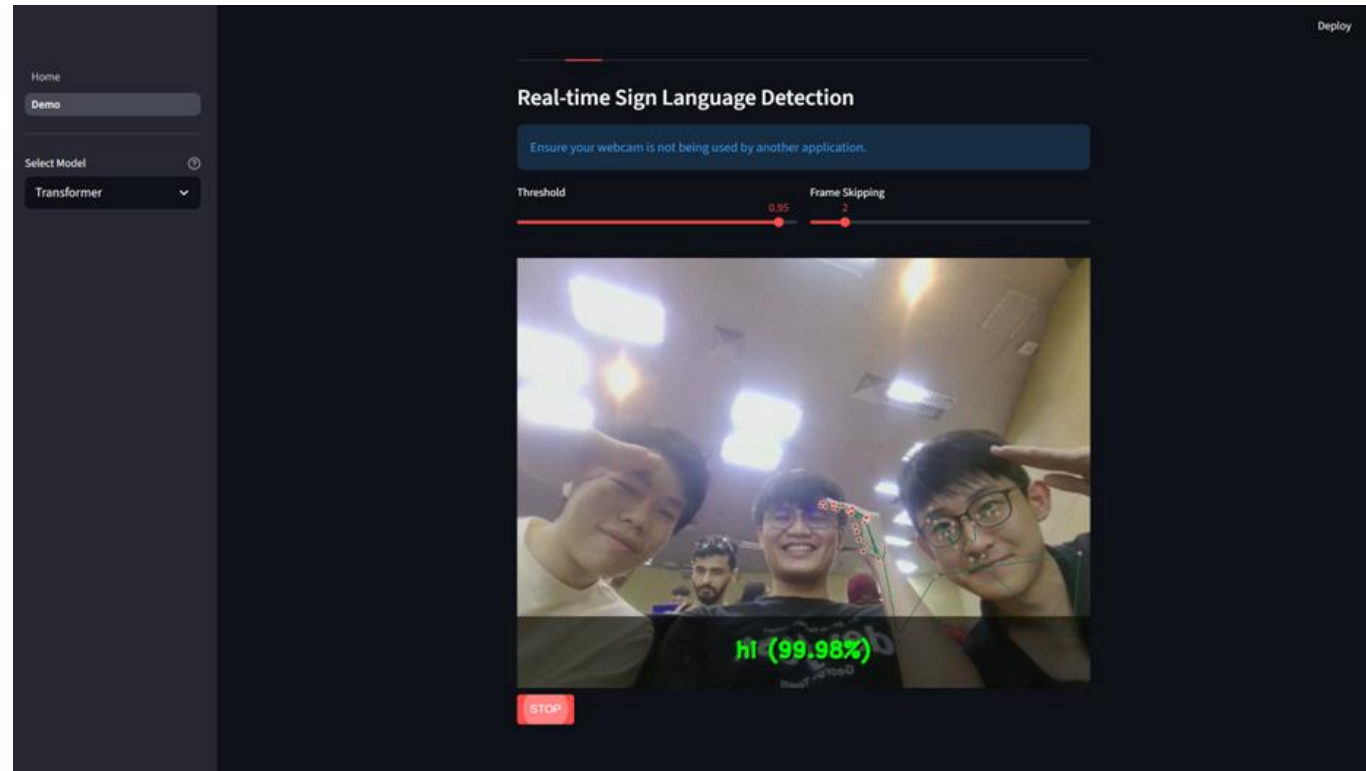 Deploy
Home
Demo
Select Model
Transformer
Real-time Sign Language Detection
Ensure your webcam is not being used by another application.
Threshold
Frame Skipping
0.95
2
hi (99.98%)
STOP